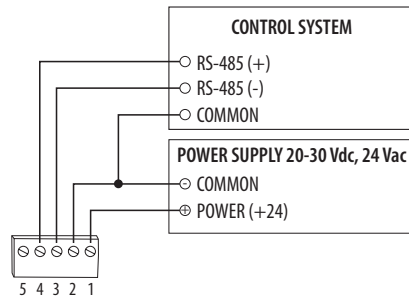 CONTROL SYSTEM
RS-485 (+)
RS-485 (-)
COMMON
POWER SUPPLY 20-30 Vdc, 24 Vac
COMMON
POWER (+24)
5 4 3 2 1